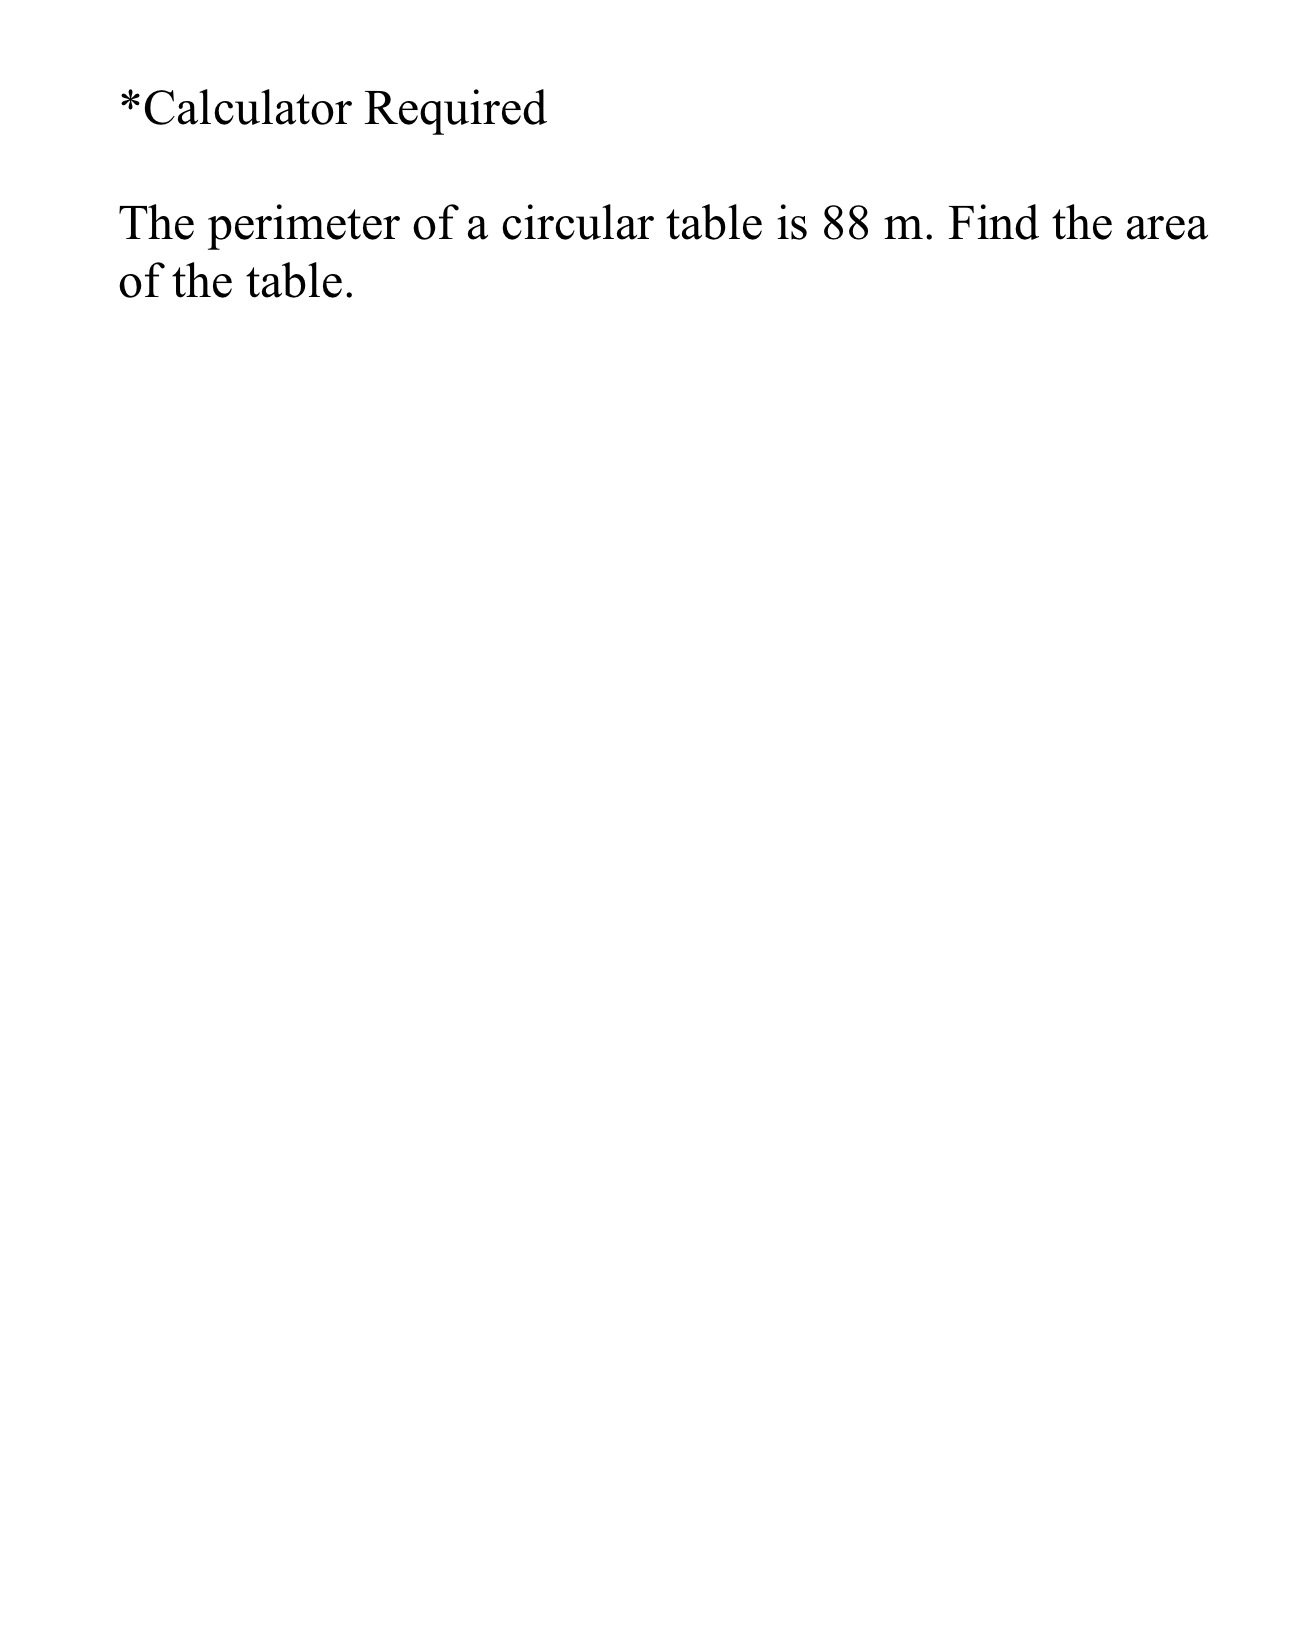 *Calculator Required
The perimeter of a circular table is 88 m. Find the area
of the table.